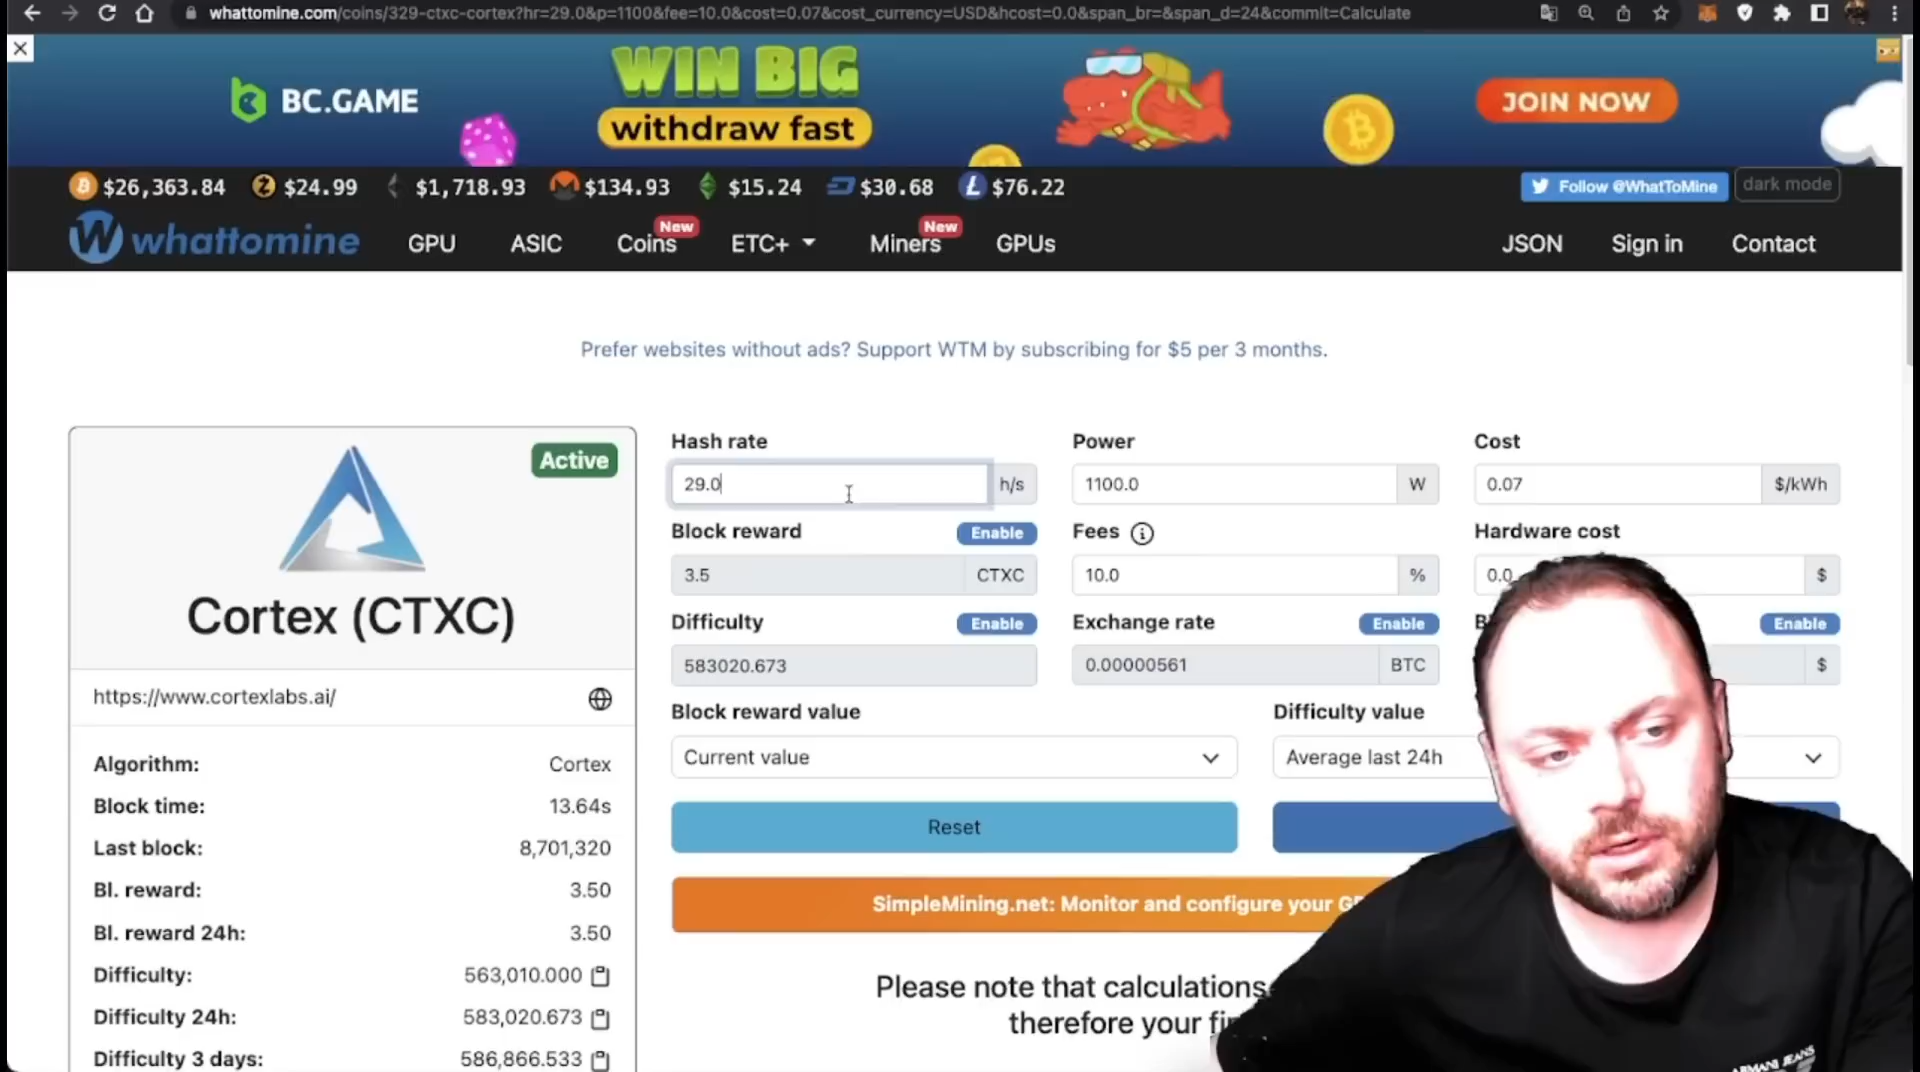 whattomine.com/coins/329-ctxc-cortex?hr=29.0&p=1100&fee=10.0&cost=0.07&cost_currency=USD&hcost=0.0&span_br=&span_d=24&commit=Calculate
BC.GAME
WIN BIG
withdraw fast
JOIN NOW
$26,363.84 $24.99 $1,718.93 $134.93 $15.24 $30.68 $76.22
Follow @WhatToMine dark mode
whattomine GPU ASIC Coins New ETC+ Miners New GPUs JSON Sign in Contact
Prefer websites without ads? Support WTM by subscribing for $5 per 3 months.
Active
Cortex (CTXC)
https://www.cortexlabs.ai/
Algorithm: Cortex
Block time: 13.64s
Last block: 8,701,320
Bl. reward: 3.50
Bl. reward 24h: 3.50
Difficulty: 563,010.000
Difficulty 24h: 583,020.673
Difficulty 3 days: 586,866.533
Hash rate Power Cost
29.0 h/s 1100.0 W 0.07 $/kWh
Block reward Enable Fees Hardware cost
3.5 CTXC 10.0 % 0.0 $
Difficulty Enable Exchange rate Enable Enable
583020.673 0.00000561 BTC $
Block reward value Difficulty value
Current value Average last 24h
Reset
SimpleMining.net: Monitor and configure your
Please note that calculations
therefore your
ARMANI JEANS